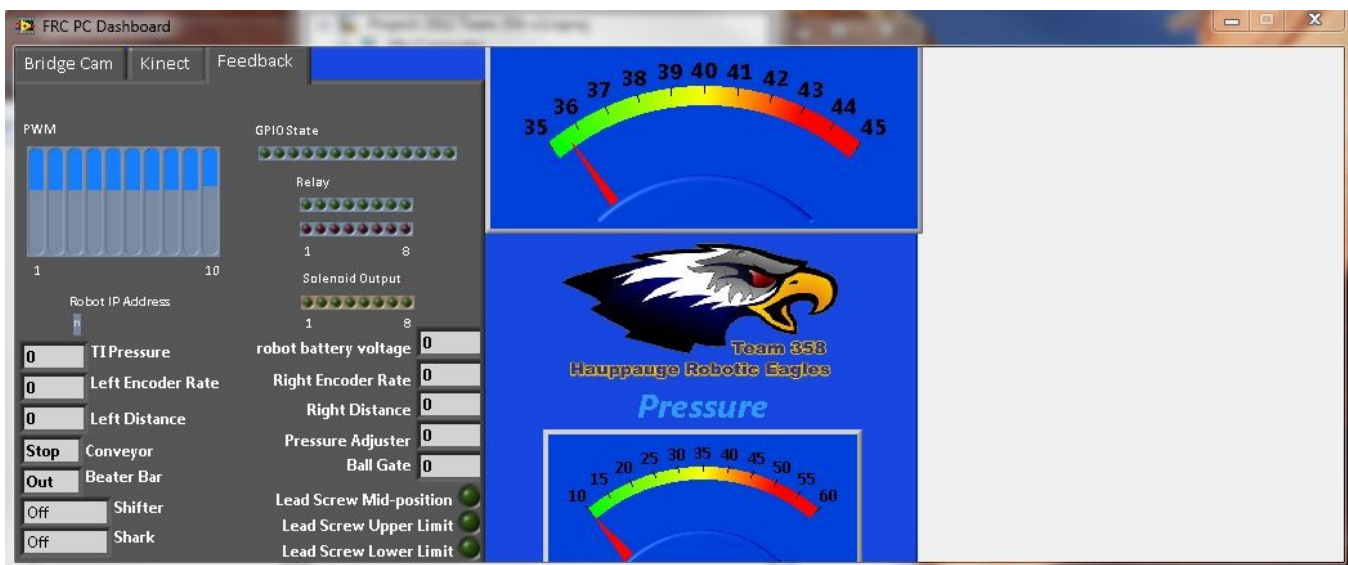 FRC PC Dashboard
Bridge Cam Kinect Feedback
PWM
1 10
GPIO State
Relay
1 8
Solenoid Output
1 8
Robot IP Address
n
0 TI Pressure
0 Left Encoder Rate
0 Left Distance
Stop Conveyor
Out Beater Bar
Off Shifter
Off Shark
robot battery voltage 0
Right Encoder Rate 0
Right Distance 0
Pressure Adjuster 0
Ball Gate 0
Lead Screw Mid-position
Lead Screw Upper Limit
Lead Screw Lower Limit
35 36 37 38 39 40 41 42 43 44 45
Team 358
Hauppauge Robotic Eagles
Pressure
10 15 20 25 30 35 40 45 50 55 60